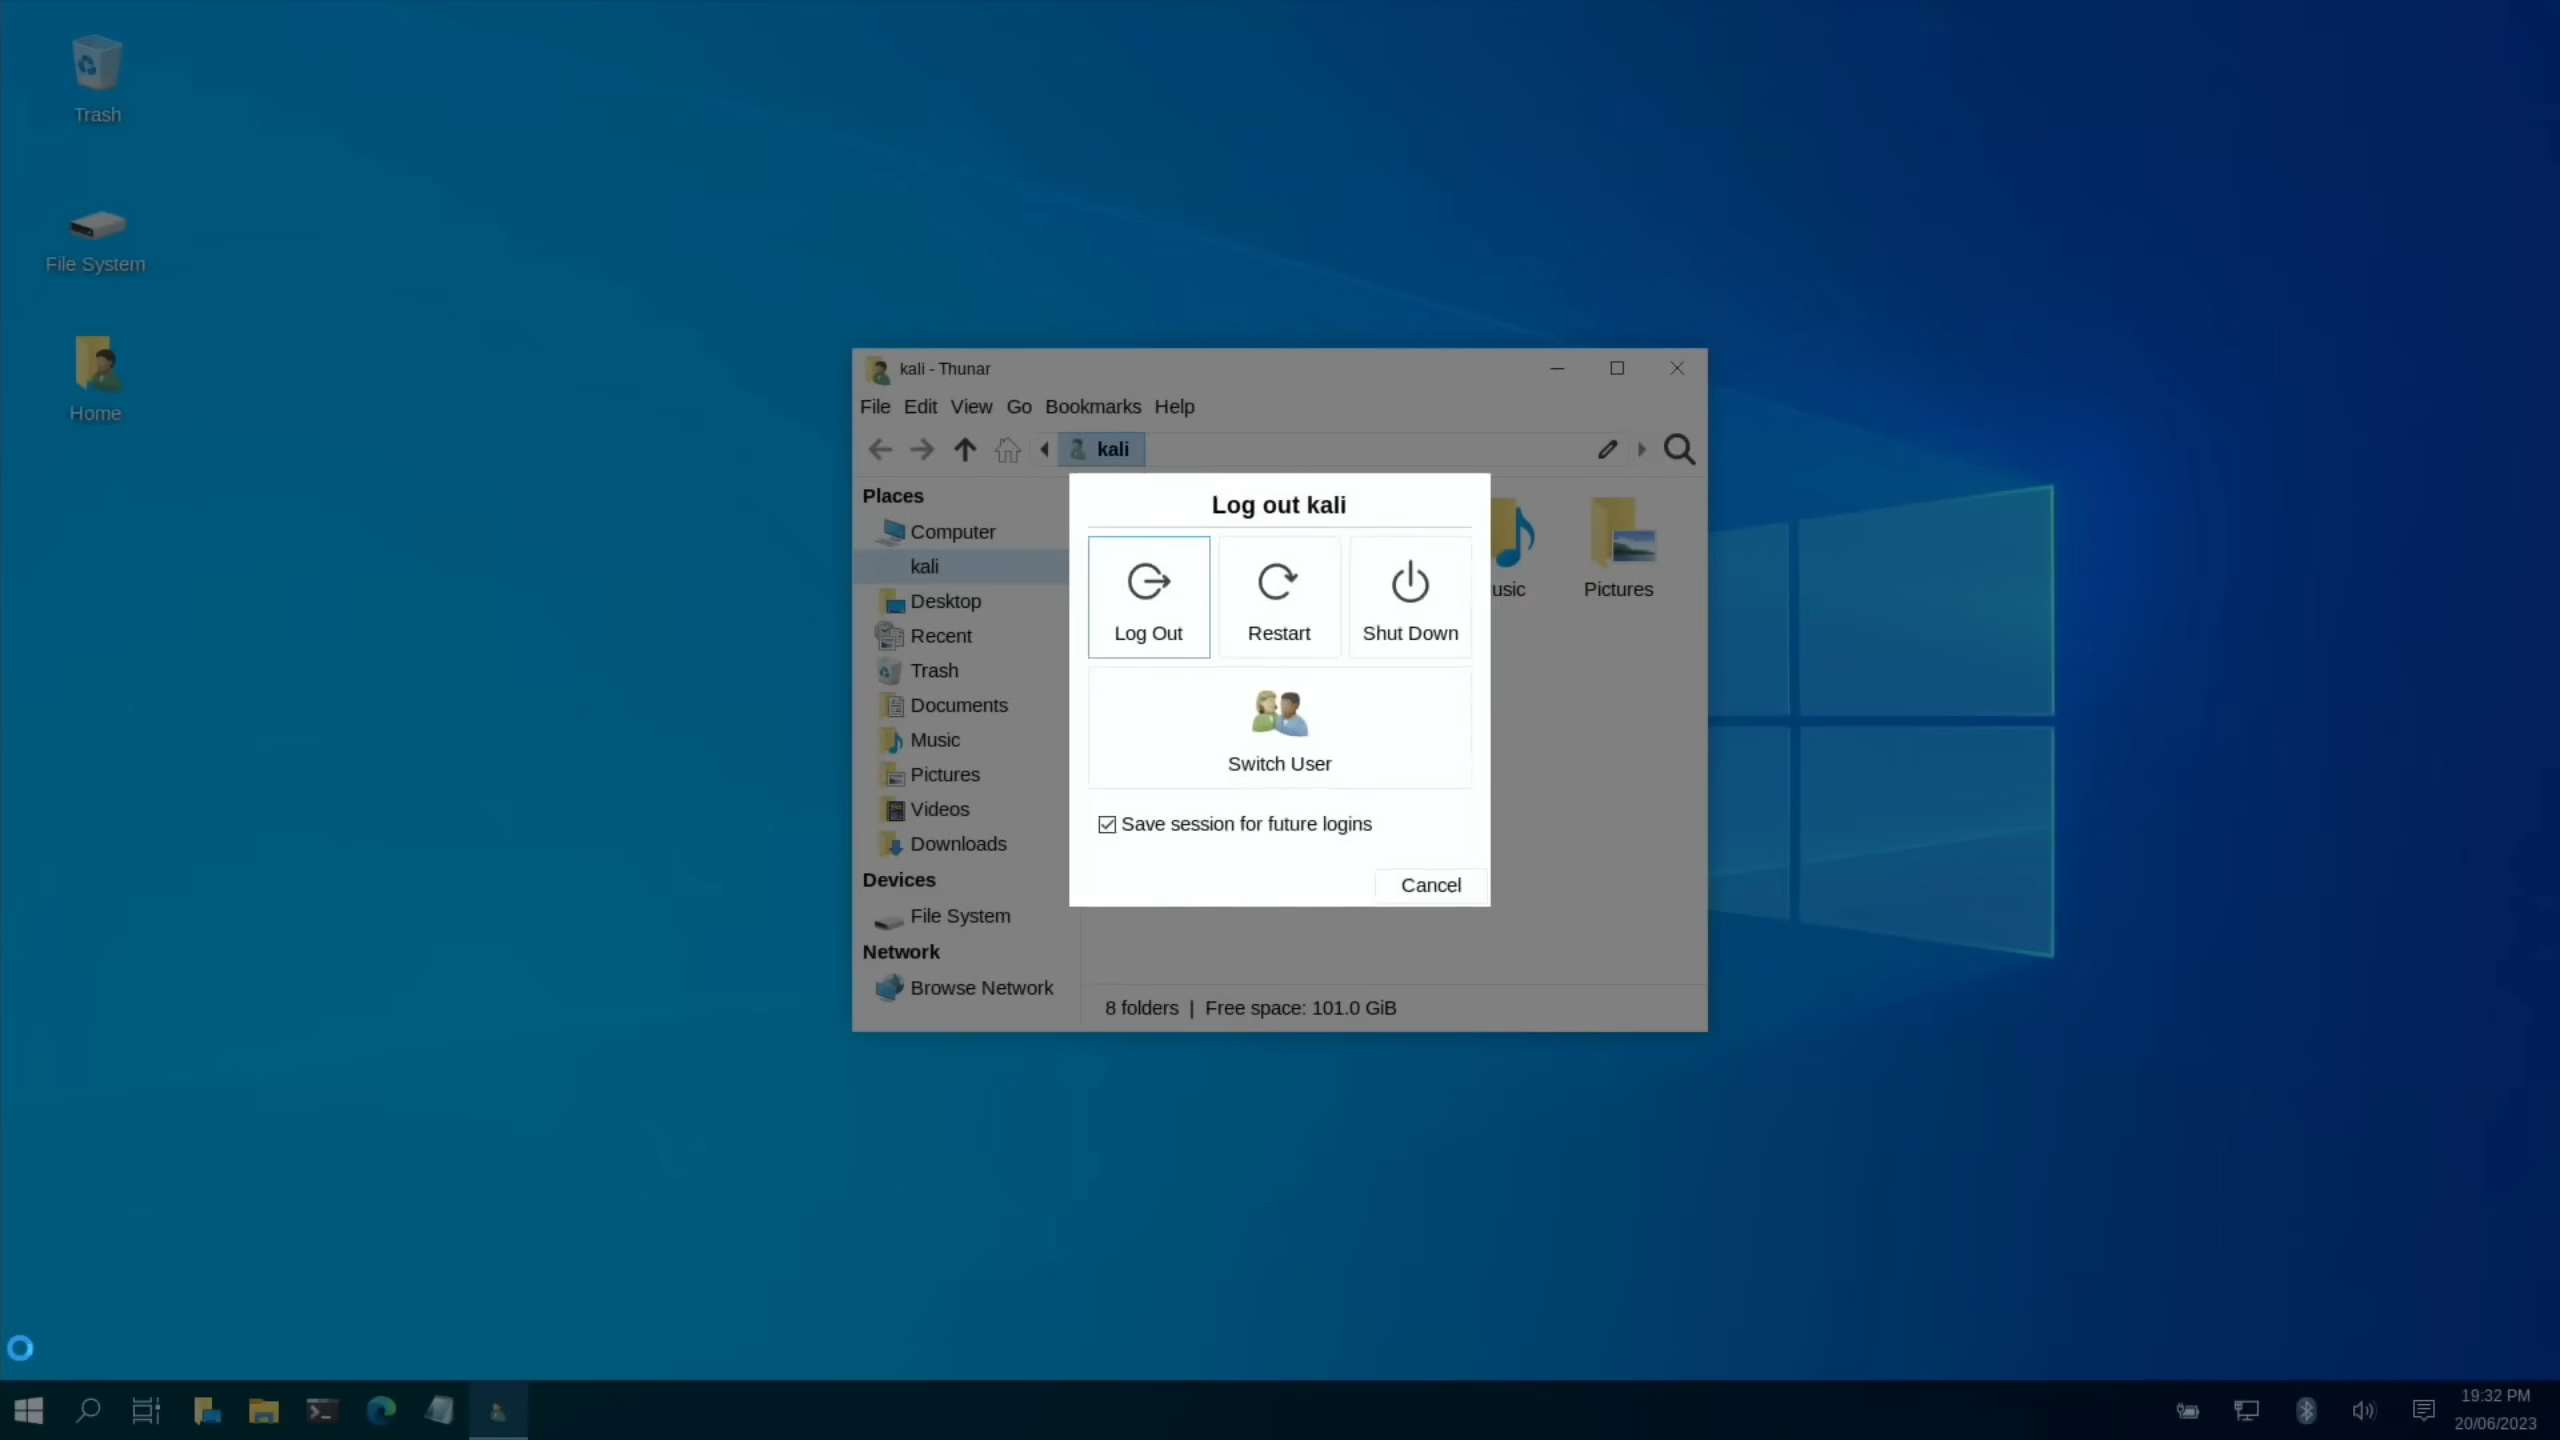 Trash
File System
Home
kali - Thunar
File Edit View Go Bookmarks Help
kali
Places
Computer
kali
Desktop
Recent
Trash
Documents
Music
Pictures
Videos
Downloads
Devices
File System
Network
Browse Network
usic
Pictures
8 folders | Free space: 101.0 GiB
Log out kali
Log Out
Restart
Shut Down
Switch User
Save session for future logins
Cancel
19:32 PM
20/06/2023